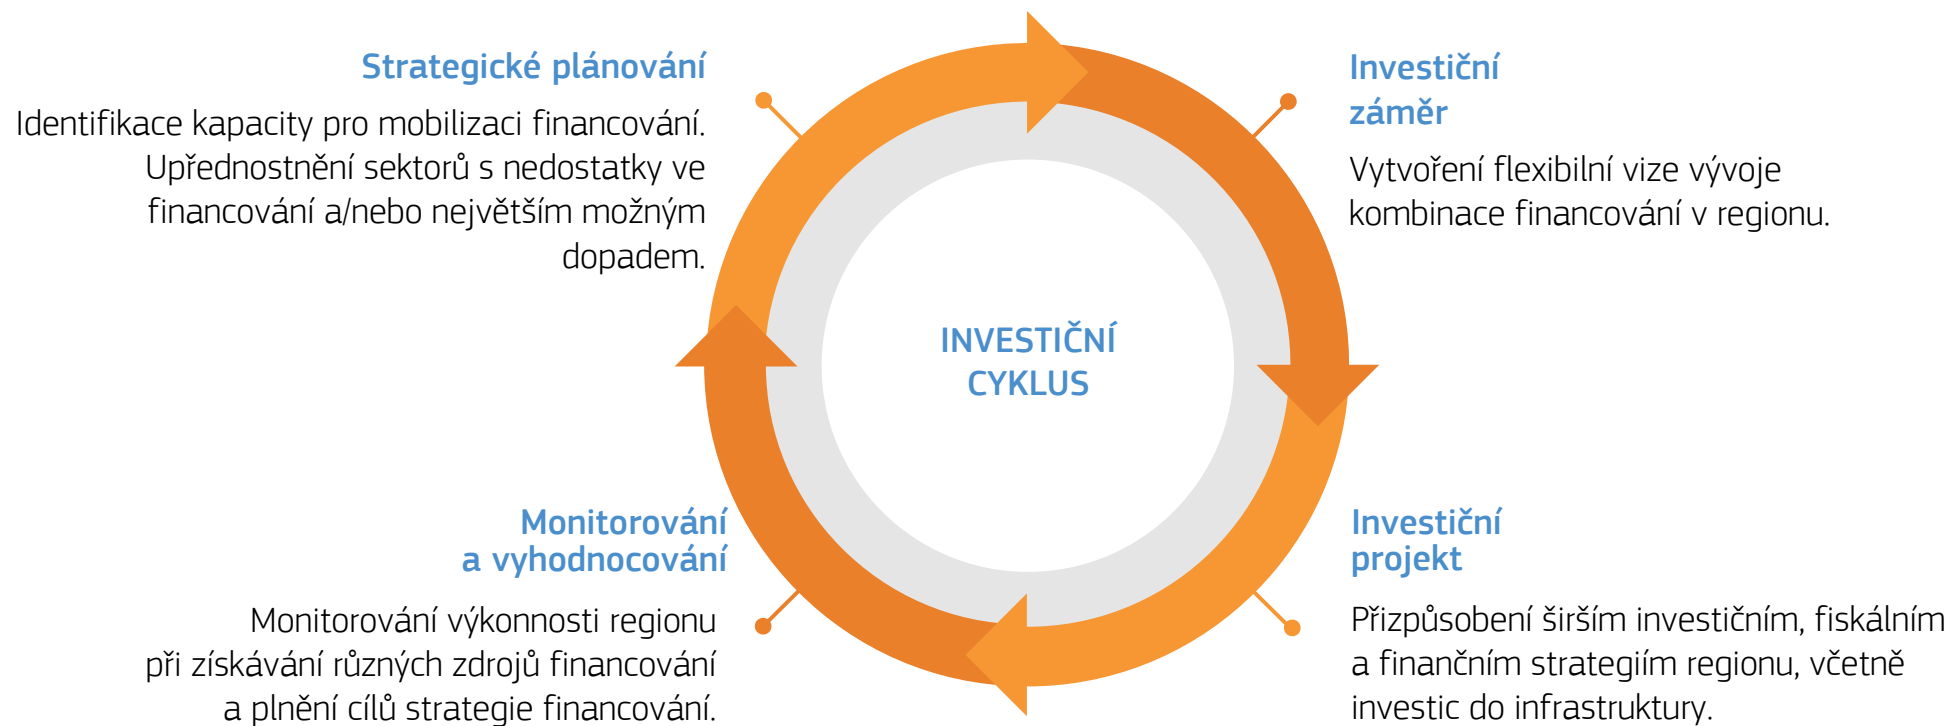 Strategické plánování
Identifikace kapacity pro mobilizaci financování.
Upřednostnění sektorů s nedostatky ve
financování a/nebo největším možným
dopadem.
Investiční
záměr
Vytvoření flexibilní vize vývoje
kombinace financování v regionu.
INVESTIČNÍ
CYKLUS
Monitorování
a vyhodnocování
Monitorování výkonnosti regionu
při získávání různých zdrojů financování
a plnění cílů strategie financování.
Investiční
projekt
Přizpůsobení širším investičním, fiskálním
a finančním strategiím regionu, včetně
investic do infrastruktury.